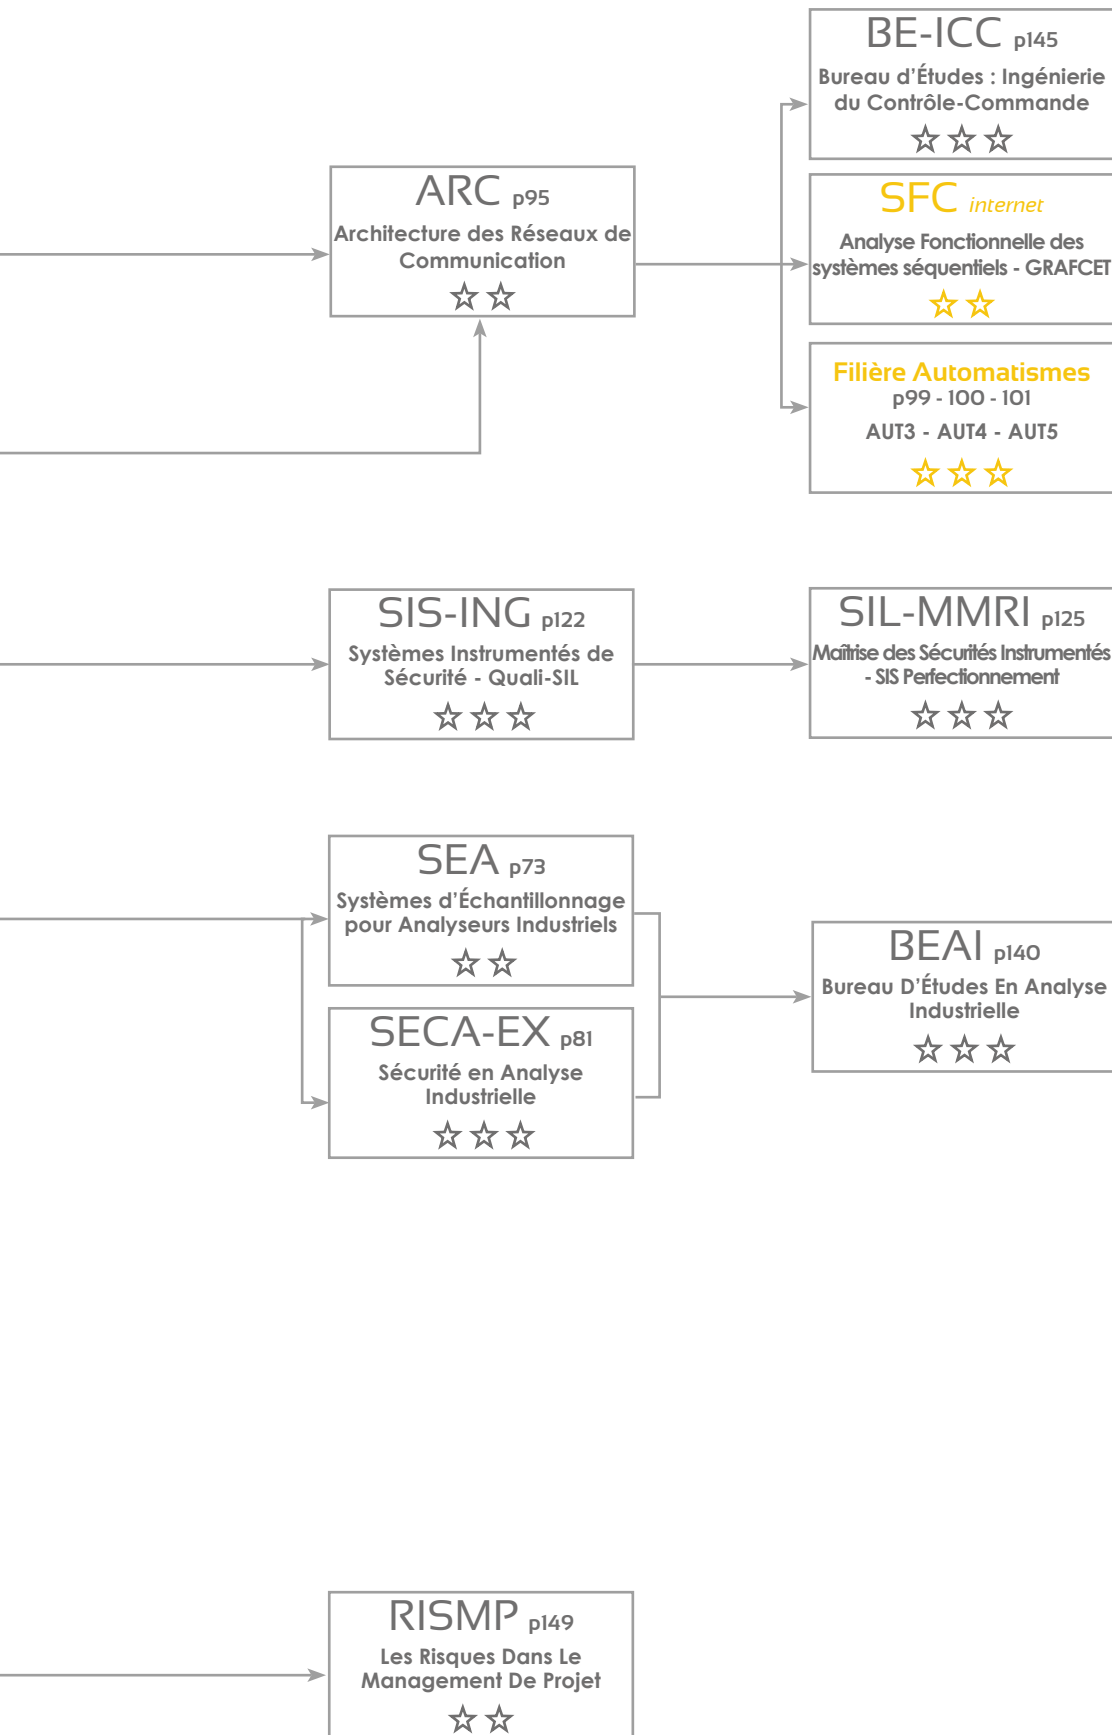 BE-ICC p145
Bureau d'Études : Ingénierie
du Contrôle-Commande
ARC p95
Architecture des Réseaux de
Communication
SFC internet
Analyse Fonctionnelle des
systèmes séquentiels - GRAFCET
Filière Automatismes
p99 - 100 - 101
AUT3 - AUT4 - AUT5
SIS-ING p122
Systèmes Instrumentés de
Sécurité - Quali-SIL
SIL-MMRI p125
Maîtrise des Sécurités Instrumentés
- SIS Perfectionnement
SEA p73
Systèmes d'Échantillonnage
pour Analyseurs Industriels
SECA-EX p81
Sécurité en Analyse
Industrielle
BEAI p140
Bureau D'Études En Analyse
Industrielle
RISMP p149
Les Risques Dans Le
Management De Projet